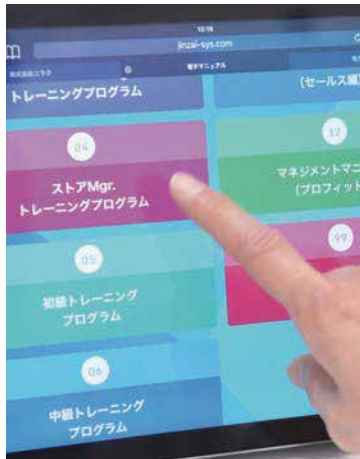 13:18
jinzai-sys.com
電子マニュアル
トレーニングプログラム
(セールス編)
04
ストアMgr.
トレーニングプログラム
12
マネジメントマニ
(プロフィット
05
初級トレーニング
プログラム
99
06
中級トレーニング
プログラム